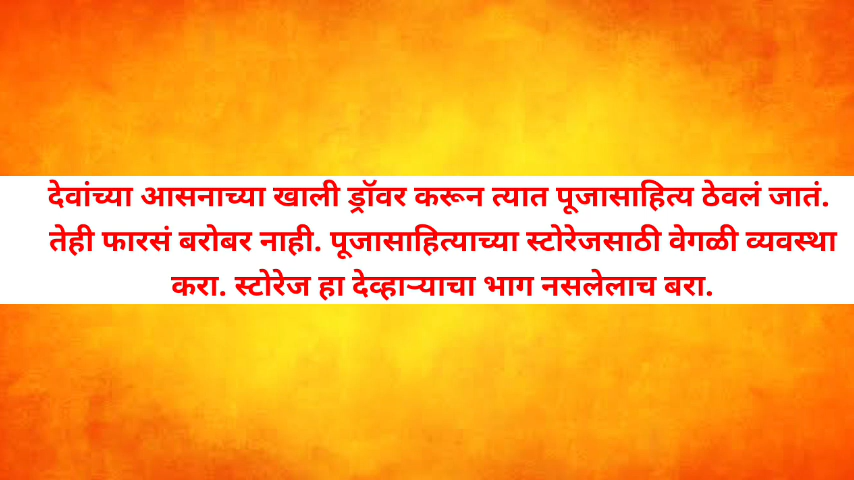 देवांच्या आसनाच्या खाली ड्रॉवर करून त्यात पूजासाहित्य ठेवलं जातं.
तेही फारसं बरोबर नाही. पूजासाहित्याच्या स्टोरेजसाठी वेगळी व्यवस्था
करा. स्टोरेज हा देव्हाऱ्याचा भाग नसलेलाच बरा.